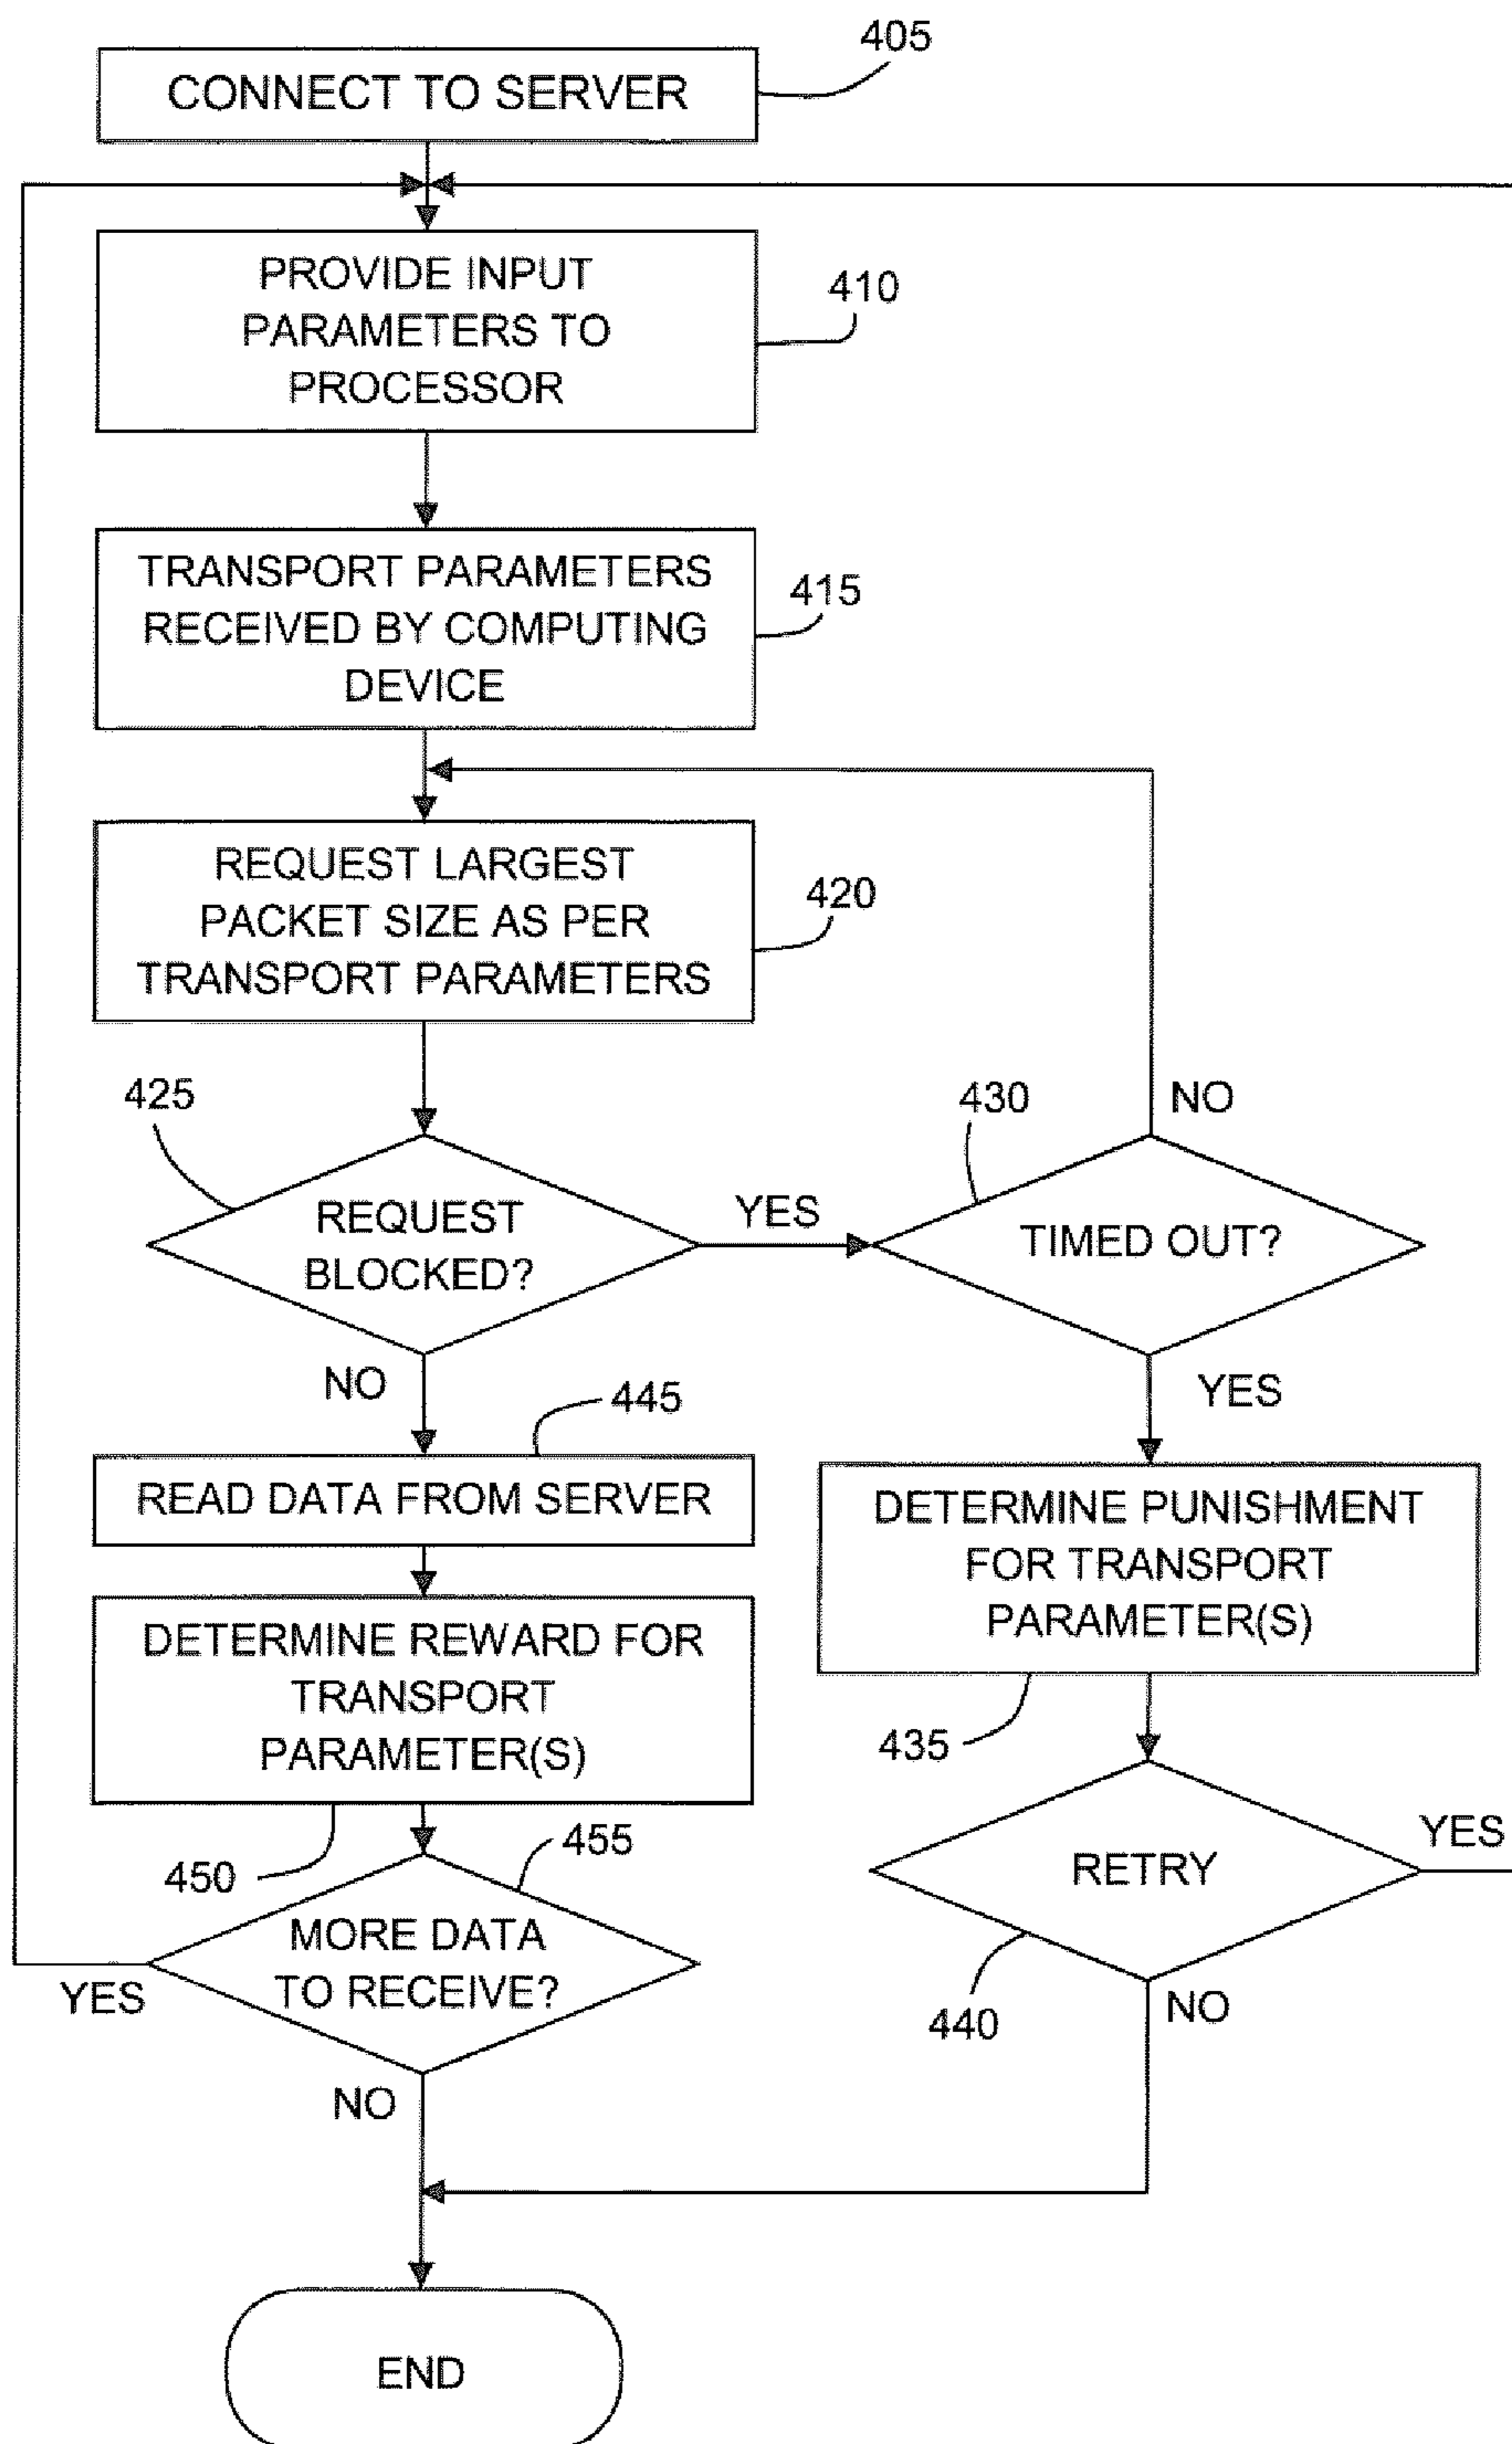 405
CONNECT TO SERVER
PROVIDE INPUT
PARAMETERS TO
PROCESSOR
410
TRANSPORT PARAMETERS
RECEIVED BY COMPUTING
DEVICE
415
REQUEST LARGEST
PACKET SIZE AS PER
TRANSPORT PARAMETERS
420
425
REQUEST
BLOCKED?
YES
430
NO
TIMED OUT?
NO
YES
445
READ DATA FROM SERVER
DETERMINE PUNISHMENT
FOR TRANSPORT
PARAMETER(S)
435
DETERMINE REWARD FOR
TRANSPORT
PARAMETER(S)
450
455
RETRY
YES
440
NO
MORE DATA
TO RECEIVE?
YES
NO
END